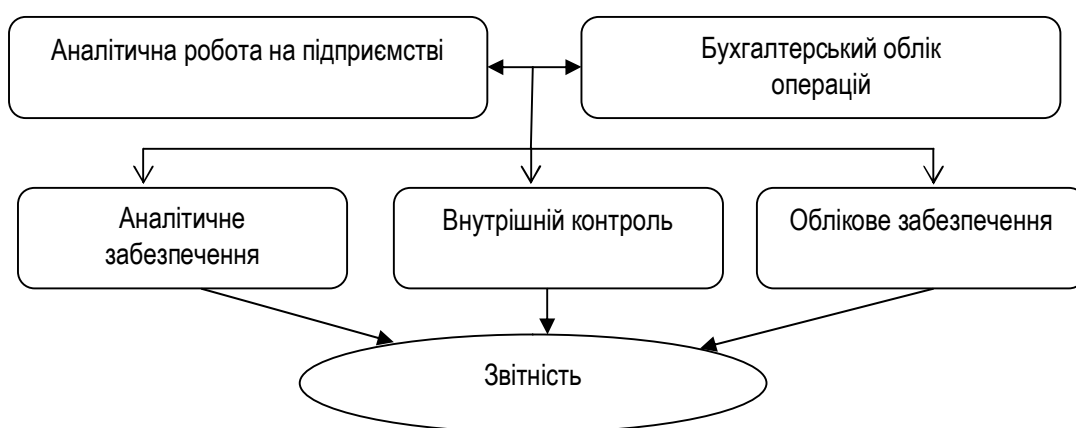 Аналітична робота на підприємстві
Бухгалтерський облік
операцій
Аналітичне
забезпечення
Внутрішній контроль
Облікове забезпечення
Звітність